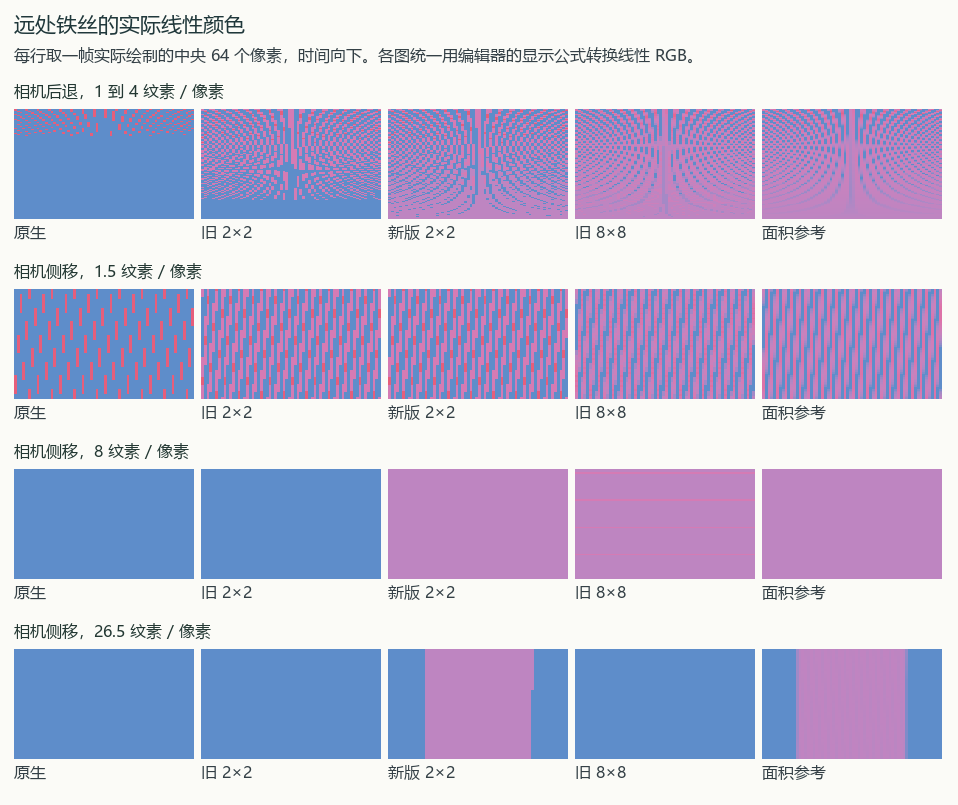 远处铁丝的实际线性颜色
每行取一帧实际绘制的中央 64 个像素，时间向下。各图统一用编辑器的显示公式转换线性 RGB。
相机后退，1 到 4 纹素 / 像素
原生 旧 2×2 新版 2×2 旧 8×8 面积参考
相机侧移，1.5 纹素 / 像素
原生 旧 2×2 新版 2×2 旧 8×8 面积参考
相机侧移，8 纹素 / 像素
原生 旧 2×2 新版 2×2 旧 8×8 面积参考
相机侧移，26.5 纹素 / 像素
原生 旧 2×2 新版 2×2 旧 8×8 面积参考